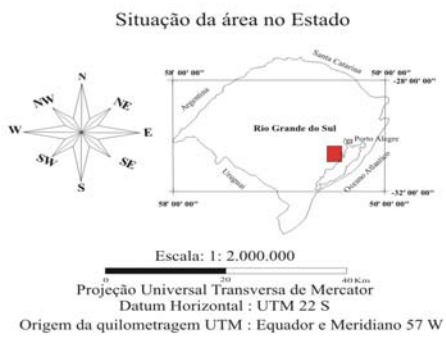 Situação da área no Estado
N
NW
NE
W
E
SW
SE
S
58° 00' 00"
50° 00' 00"
-28° 00' 00"
Santa Catarina
Argentina
Rio Grande do Sul
Porto Alegre
Uruguai
Oceano Atlântico
-32° 00' 00"
58° 00' 00"
50° 00' 00"
Escala: 1: 2.000.000
0
20
40 Km
Projeção Universal Transversa de Mercator
Datum Horizontal : UTM 22 S
Origem da quilometragem UTM : Equador e Meridiano 57 W